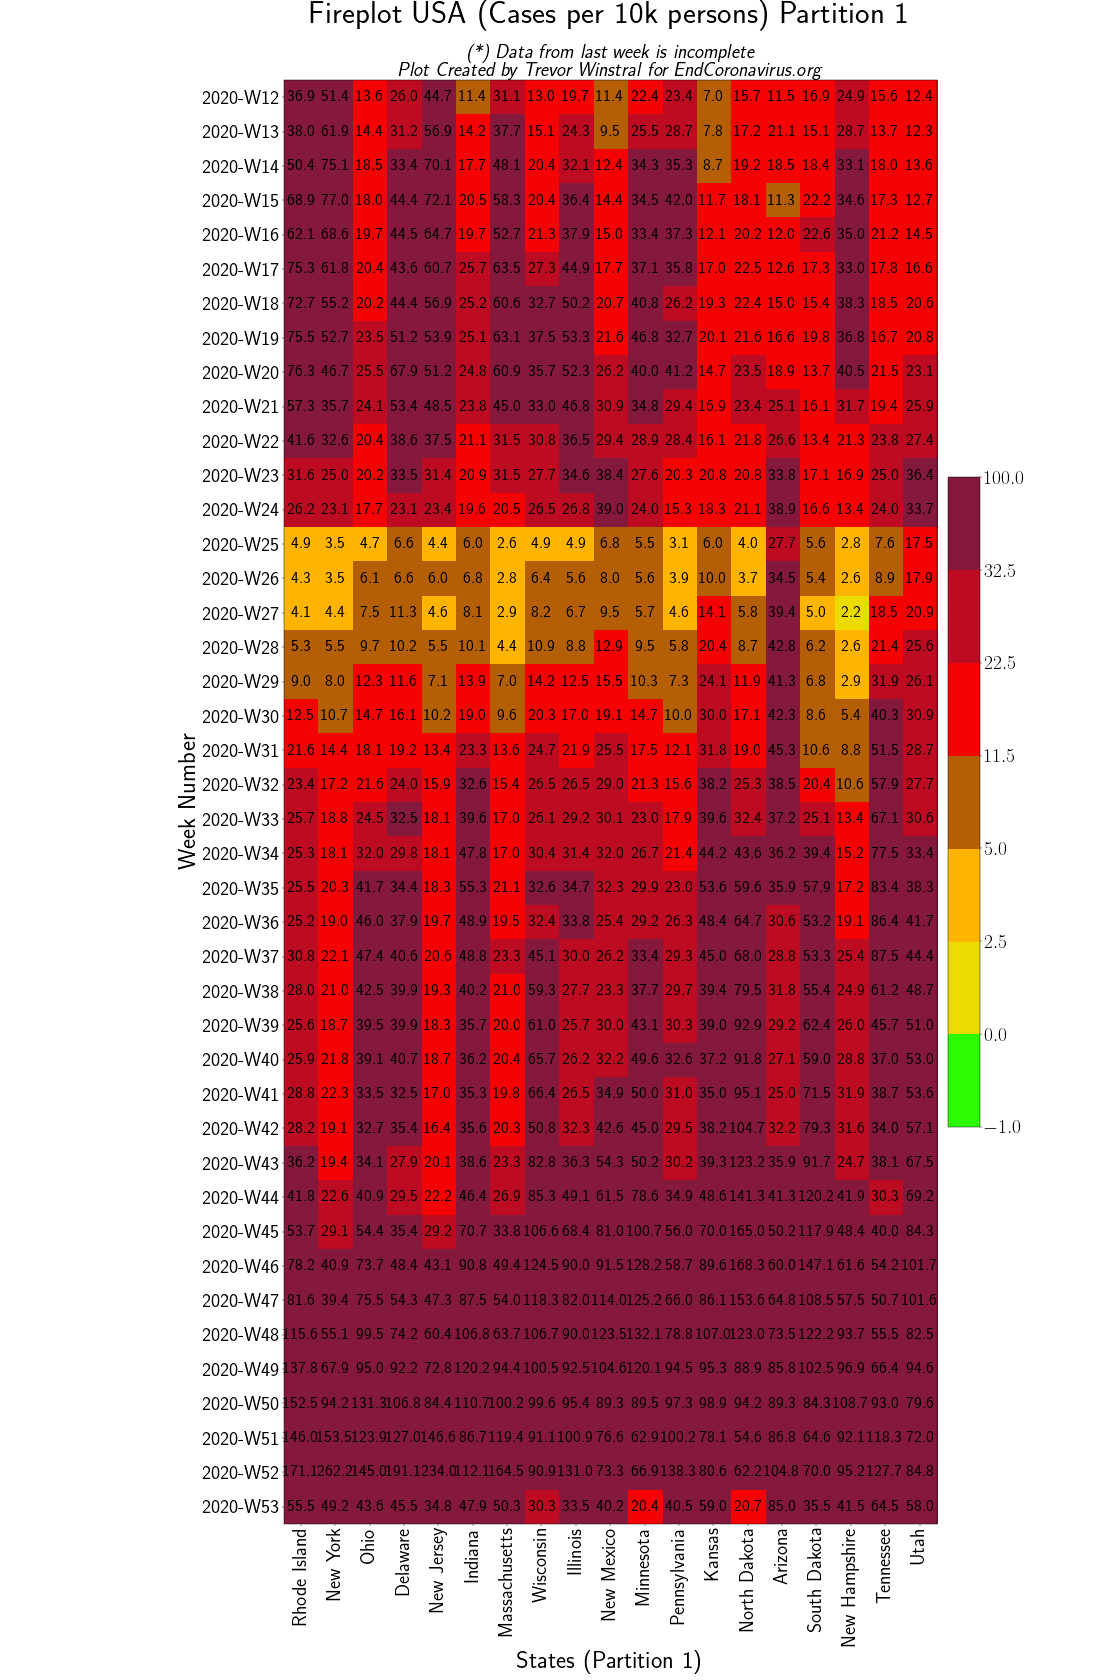 Fireplot USA (Cases per 10k persons) Partition 1
(*) Data from last week is incomplete
Plot Created by Trevor Winstral for EndCoronavirus.org
2020-W12 36.9 51.4 13.6 26.0 44.7 11.4 31.1 13.0 19.7 11.4 22.4 23.4 7.0 15.7 11.5 16.9 24.9 15.6 12.4
2020-W13 38.0 61.9 14.4 31.2 56.9 14.2 37.7 15.1 24.3 9.5 25.5 28.7 7.8 17.2 21.1 15.1 28.7 13.7 12.3
2020-W14 50.4 75.1 18.5 33.4 70.1 17.7 48.1 20.4 32.1 12.4 34.3 35.3 8.7 19.2 18.5 18.4 33.1 18.0 13.6
2020-W15 68.9 77.0 18.0 44.4 72.1 20.5 58.3 20.4 36.4 14.4 34.5 42.0 11.7 18.1 11.3 22.2 34.6 17.3 12.7
2020-W16 62.1 68.6 19.7 44.5 64.7 19.7 52.7 21.3 37.9 15.0 33.4 37.3 12.1 20.2 12.0 22.6 35.0 21.2 14.5
2020-W17 75.3 61.8 20.4 43.6 60.7 25.7 63.5 27.3 44.9 17.7 37.1 35.8 17.0 22.5 12.6 17.3 33.0 17.8 16.6
2020-W18 72.7 55.2 20.2 44.4 56.9 25.2 60.6 32.7 50.2 20.7 40.8 26.2 19.3 22.4 15.0 15.4 38.3 18.5 20.6
2020-W19 75.5 52.7 23.5 51.2 53.9 25.1 63.1 37.5 53.3 21.6 46.8 32.7 20.1 21.6 16.6 19.8 36.8 16.7 20.8
2020-W20 76.3 46.7 25.5 67.9 51.2 24.8 60.9 35.7 52.3 26.2 40.0 41.2 14.7 23.5 18.9 13.7 40.5 21.5 23.1
2020-W21 57.3 35.7 24.1 53.4 48.5 23.8 45.0 33.0 46.8 30.9 34.8 29.4 16.9 23.4 25.1 16.1 31.7 19.4 25.9
2020-W22 41.6 32.6 20.4 38.6 37.5 21.1 31.5 30.8 36.5 29.4 28.9 28.4 16.1 21.8 26.6 13.4 21.3 23.8 27.4
2020-W23 31.6 25.0 20.2 33.5 31.4 20.9 31.5 27.7 34.6 38.4 27.6 20.3 20.8 20.8 33.8 17.1 16.9 25.0 36.4
2020-W24 26.2 23.1 17.7 23.1 23.4 19.6 20.5 26.5 26.8 39.0 24.0 15.3 18.3 21.1 38.9 16.6 13.4 24.0 33.7
2020-W25 4.9 3.5 4.7 6.6 4.4 6.0 2.6 4.9 4.9 6.8 5.5 3.1 6.0 4.0 27.7 5.6 2.8 7.6 17.5
2020-W26 4.3 3.5 6.1 6.6 6.0 6.8 2.8 6.4 5.6 8.0 5.6 3.9 10.0 3.7 34.5 5.4 2.6 8.9 17.9
2020-W27 4.1 4.4 7.5 11.3 4.6 8.1 2.9 8.2 6.7 9.5 5.7 4.6 14.1 5.8 39.4 5.0 2.2 18.5 20.9
2020-W28 5.3 5.5 9.7 10.2 5.5 10.1 4.4 10.9 8.8 12.9 9.5 5.8 20.4 8.7 42.8 6.2 2.6 21.4 25.6
2020-W29 9.0 8.0 12.3 11.6 7.1 13.9 7.0 14.2 12.5 15.5 10.3 7.3 24.1 11.9 41.3 6.8 2.9 31.9 26.1
2020-W30 12.5 10.7 14.7 16.1 10.2 19.0 9.6 20.3 17.0 19.1 14.7 10.0 30.0 17.1 42.3 8.6 5.4 40.3 30.9
2020-W31 21.6 14.4 18.1 19.2 13.4 23.3 13.6 24.7 21.9 25.5 17.5 12.1 31.8 19.0 45.3 10.6 8.8 51.5 28.7
2020-W32 23.4 17.2 21.6 24.0 15.9 32.6 15.4 26.5 26.5 29.0 21.3 15.6 38.2 25.3 38.5 20.4 10.6 57.9 27.7
2020-W33 25.7 18.8 24.5 32.5 18.1 39.6 17.0 26.1 29.2 30.1 23.0 17.9 39.6 32.4 37.2 25.1 13.4 67.1 30.6
2020-W34 25.3 18.1 32.0 29.8 18.1 47.8 17.0 30.4 31.4 32.0 26.7 21.4 44.2 43.6 36.2 39.4 15.2 77.5 33.4
2020-W35 25.5 20.3 41.7 34.4 18.3 55.3 21.1 32.6 34.7 32.3 29.9 23.0 53.6 59.6 35.9 57.9 17.2 83.4 38.3
2020-W36 25.2 19.0 46.0 37.9 19.7 48.9 19.5 32.4 33.8 25.4 29.2 26.3 48.4 64.7 30.6 53.2 19.1 86.4 41.7
2020-W37 30.8 22.1 47.4 40.6 20.6 48.8 23.3 45.1 30.0 26.2 33.4 29.3 45.0 68.0 28.8 53.3 25.4 87.5 44.4
2020-W38 28.0 21.0 42.5 39.9 19.3 40.2 21.0 59.3 27.7 23.3 37.7 29.7 39.4 79.5 31.8 55.4 24.9 61.2 48.7
2020-W39 25.6 18.7 39.5 39.9 18.3 35.7 20.0 61.0 25.7 30.0 43.1 30.3 39.0 92.9 29.2 62.4 26.0 45.7 51.0
2020-W40 25.9 21.8 39.1 40.7 18.7 36.2 20.4 65.7 26.2 32.2 49.6 32.6 37.2 91.8 27.1 59.0 28.8 37.0 53.0
2020-W41 28.8 22.3 33.5 32.5 17.0 35.3 19.8 66.4 26.5 34.9 50.0 31.0 35.0 95.1 25.0 71.5 31.9 38.7 53.6
2020-W42 28.2 19.1 32.7 35.4 16.4 35.6 20.3 50.8 32.3 42.6 45.0 29.5 38.2 104.7 32.2 79.3 31.6 34.0 57.1
2020-W43 36.2 19.4 34.1 27.9 20.1 38.6 23.3 82.8 36.3 54.3 50.2 30.2 39.3 123.2 35.9 91.7 24.7 38.1 67.5
2020-W44 41.8 22.6 40.9 29.5 22.2 46.4 26.9 85.3 49.1 61.5 78.6 34.9 48.6 141.3 41.3 120.2 41.9 30.3 69.2
2020-W45 53.7 29.1 54.4 35.4 29.2 70.7 33.8 106.6 68.4 81.0 100.7 56.0 70.0 165.0 50.2 117.9 48.4 40.0 84.3
2020-W46 78.2 40.9 73.7 48.4 43.1 90.8 49.4 124.5 90.0 91.5 128.2 58.7 89.6 168.3 60.0 147.1 61.6 54.2 101.7
2020-W47 81.6 39.4 75.5 54.3 47.3 87.5 54.0 118.3 82.0 114.0 125.2 66.0 86.1 153.6 64.8 108.5 57.5 50.7 101.6
2020-W48 115.6 55.1 99.5 74.2 60.4 106.8 63.7 106.7 90.0 123.5 132.1 78.8 107.0 123.0 73.5 122.2 93.7 55.5 82.5
2020-W49 137.8 67.9 95.0 92.2 72.8 120.2 94.4 100.5 92.5 104.6 120.1 94.5 95.3 88.9 85.8 102.5 96.9 66.4 94.6
2020-W50 152.5 94.2 131.3 106.8 84.4 110.7 100.2 99.6 95.4 89.3 89.5 97.3 98.9 94.2 89.3 84.3 108.7 93.0 79.6
2020-W51 146.0 153.5 123.9 127.0 146.6 86.7 119.4 91.1 100.9 76.6 62.9 100.2 78.1 54.6 86.8 64.6 92.1 118.3 72.0
2020-W52 171.1 262.2 145.0 191.1 234.0 112.1 164.5 90.9 131.0 73.3 66.9 138.3 80.6 62.2 104.8 70.0 95.2 127.7 84.8
2020-W53 55.5 49.2 43.6 45.5 34.8 47.9 50.3 30.3 33.5 40.2 20.4 40.5 59.0 20.7 85.0 35.5 41.5 64.5 58.0
Week Number
Rhode Island
New York
Ohio
Delaware
New Jersey
Indiana
Massachusetts
Wisconsin
Illinois
New Mexico
Minnesota
Pennsylvania
Kansas
North Dakota
Arizona
South Dakota
New Hampshire
Tennessee
Utah
States (Partition 1)
100.0
32.5
22.5
11.5
5.0
2.5
0.0
−1.0